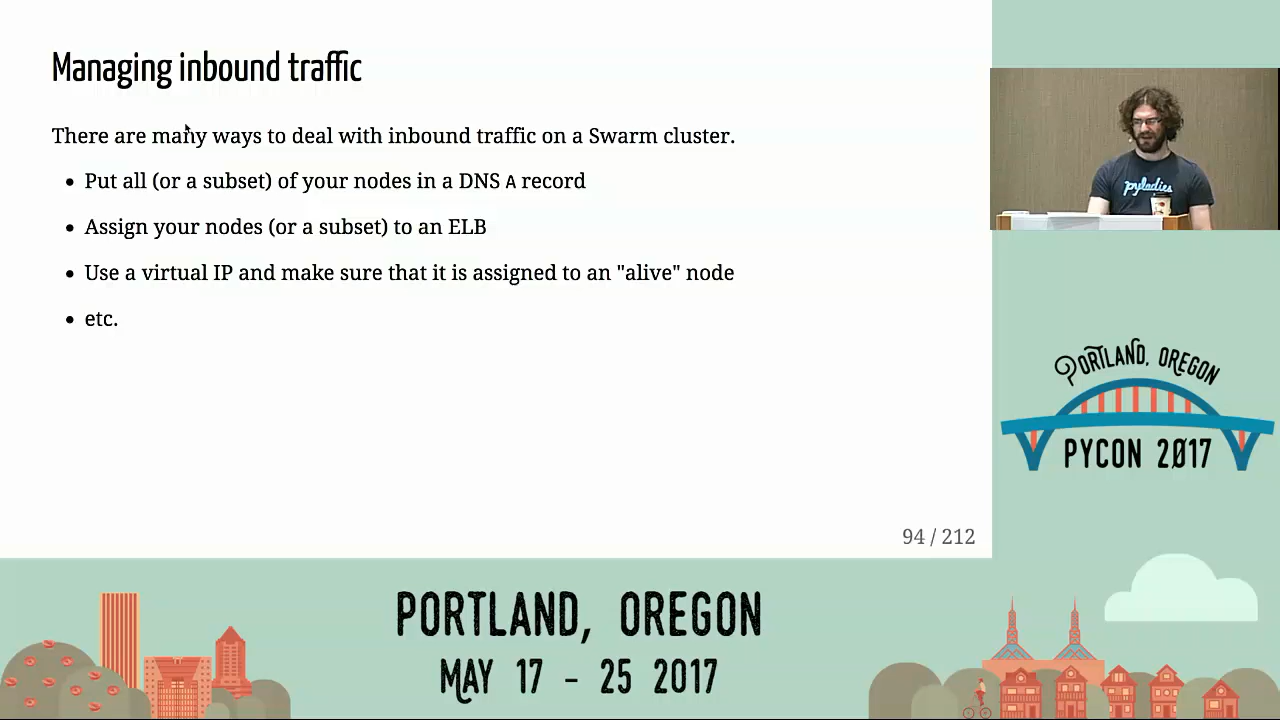 Managing inbound traffic
There are many ways to deal with inbound traffic on a Swarm cluster.
Put all (or a subset) of your nodes in a DNS A record
Assign your nodes (or a subset) to an ELB
Use a virtual IP and make sure that it is assigned to an "alive" node
etc.
94 / 212
pyladies
PORTLAND, OREGON
PYCON 2017
PORTLAND, OREGON
MAY 17 - 25 2017